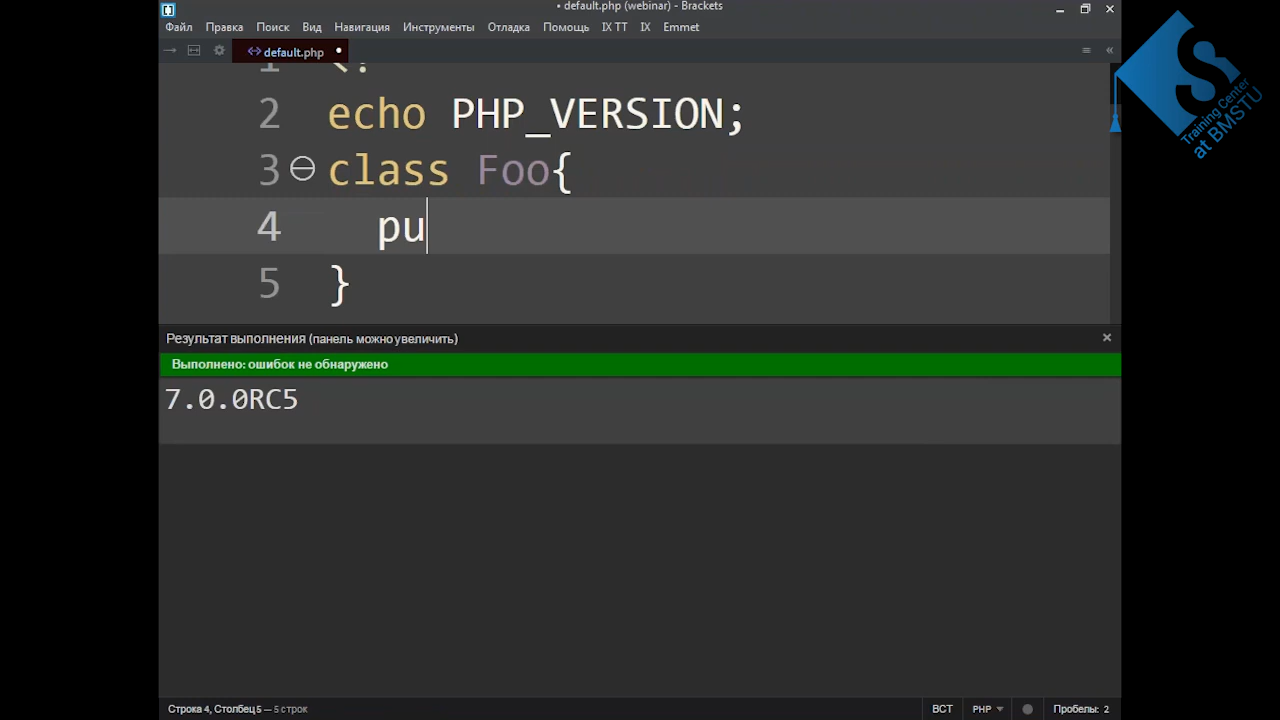 • default.php (webinar) - Brackets
Файл Правка Поиск Вид Навигация Инструменты Отладка Помощь IX TT IX Emmet
default.php •
1 <?
2 echo PHP_VERSION;
3 class Foo{
4 pu
5 }
Результат выполнения (панель можно увеличить)
Выполнено: ошибок не обнаружено
7.0.0RC5
Строка 4, Столбец 5 — 5 строк
ВСТ PHP Пробелы: 2
Training Center
at BMSTU